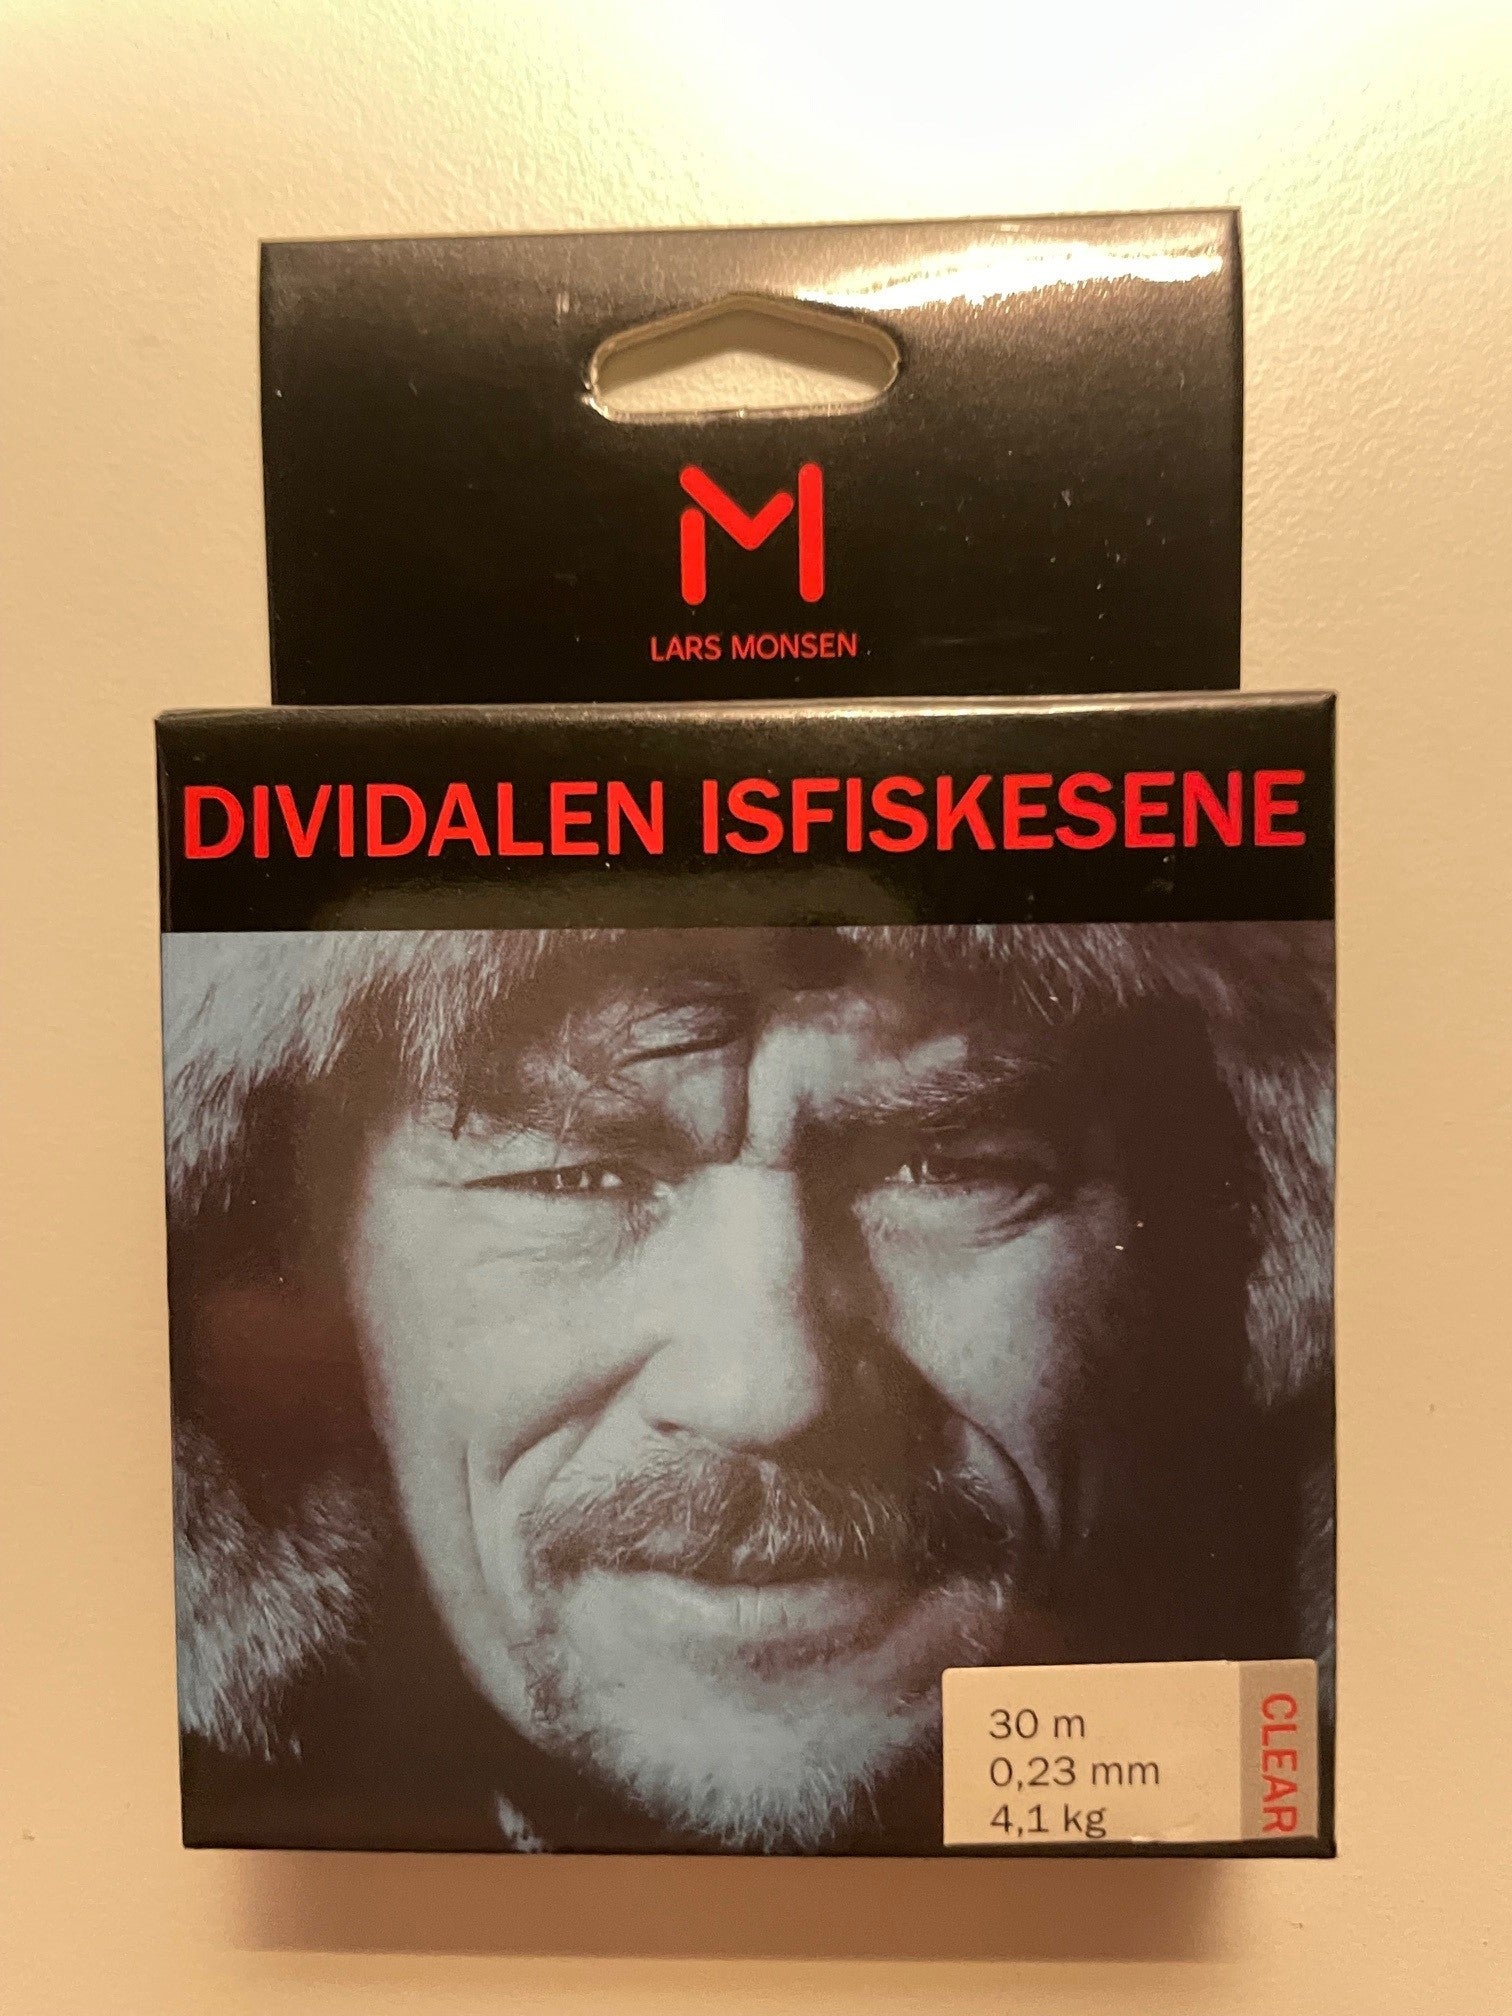 LARS MONSEN
DIVIDALEN ISFISKESENE
30 m
0,23 mm
4,1 kg
CLEAR